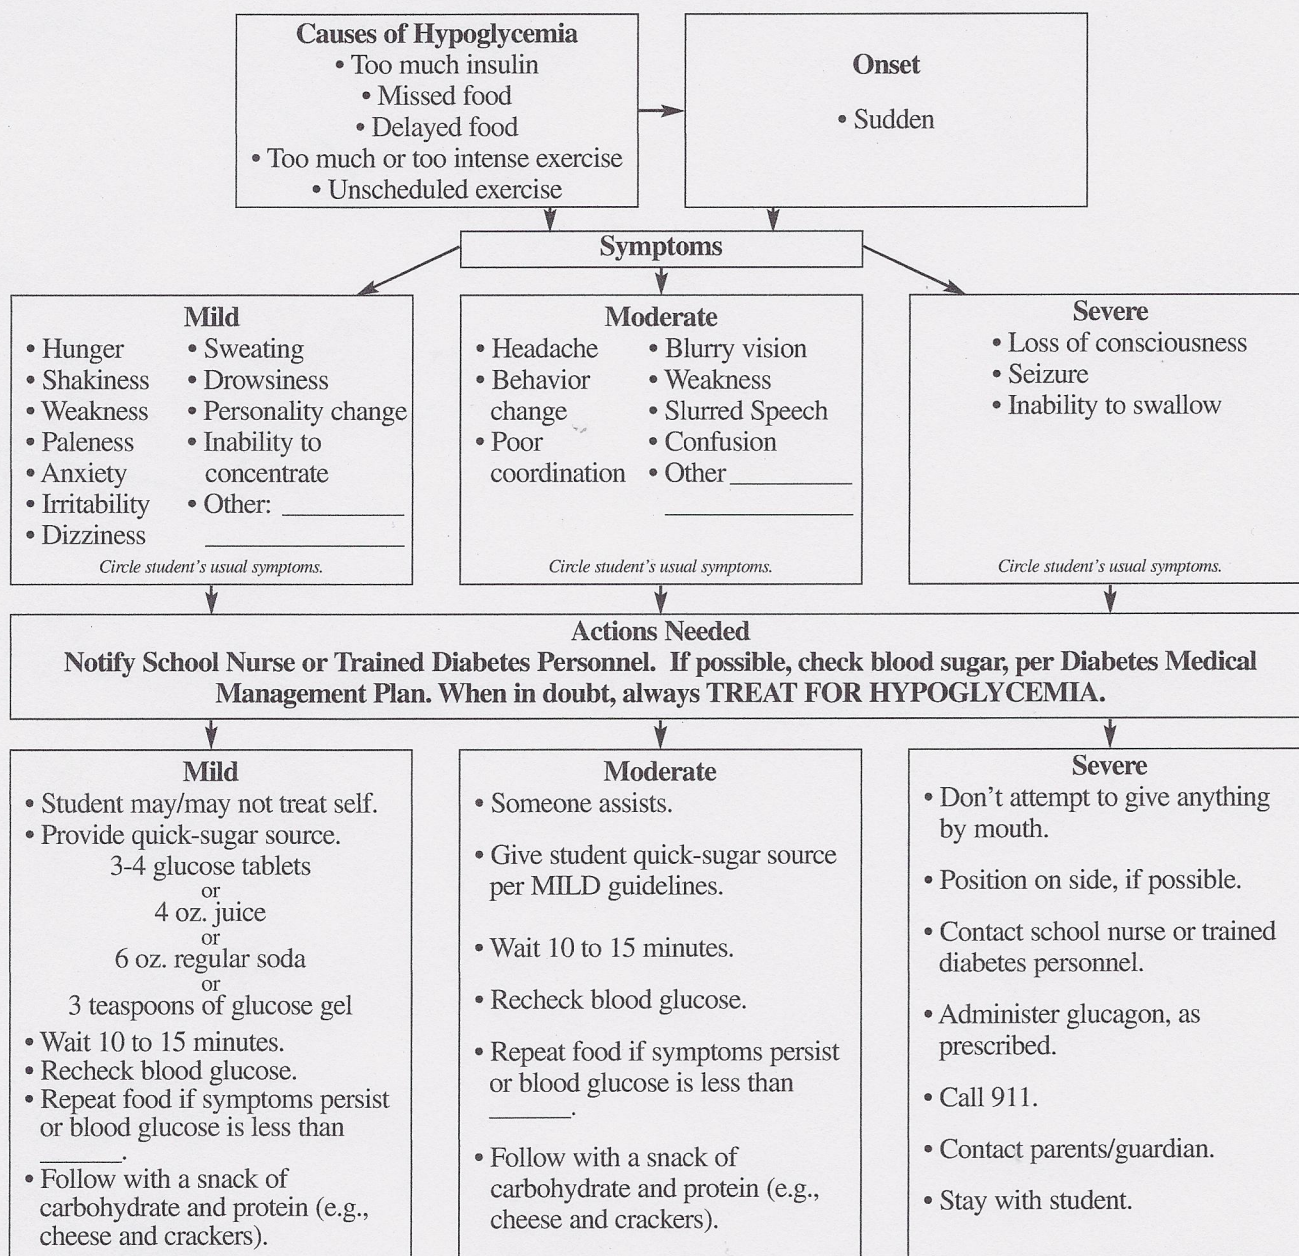 Causes of Hypoglycemia
• Too much insulin
• Missed food
• Delayed food
• Too much or too intense exercise
• Unscheduled exercise
Onset
• Sudden
Symptoms
Mild
• Hunger
• Shakiness
• Weakness
• Paleness
• Anxiety
• Irritability
• Dizziness
• Sweating
• Drowsiness
• Personality change
• Inability to
concentrate
• Other: __________
________________
Circle student's usual symptoms.
Moderate
• Headache
• Behavior
change
• Poor
coordination
• Blurry vision
• Weakness
• Slurred Speech
• Confusion
• Other __________
_______________
Circle student's usual symptoms.
Severe
• Loss of consciousness
• Seizure
• Inability to swallow
Circle student's usual symptoms.
Actions Needed
Notify School Nurse or Trained Diabetes Personnel. If possible, check blood sugar, per Diabetes Medical
Management Plan. When in doubt, always TREAT FOR HYPOGLYCEMIA.
Mild
• Student may/may not treat self.
• Provide quick-sugar source.
3-4 glucose tablets
or
4 oz. juice
or
6 oz. regular soda
or
3 teaspoons of glucose gel
• Wait 10 to 15 minutes.
• Recheck blood glucose.
• Repeat food if symptoms persist
or blood glucose is less than
______.
• Follow with a snack of
carbohydrate and protein (e.g.,
cheese and crackers).
Moderate
• Someone assists.
• Give student quick-sugar source
per MILD guidelines.
• Wait 10 to 15 minutes.
• Recheck blood glucose.
• Repeat food if symptoms persist
or blood glucose is less than
______.
• Follow with a snack of
carbohydrate and protein (e.g.,
cheese and crackers).
Severe
• Don't attempt to give anything
by mouth.
• Position on side, if possible.
• Contact school nurse or trained
diabetes personnel.
• Administer glucagon, as
prescribed.
• Call 911.
• Contact parents/guardian.
• Stay with student.